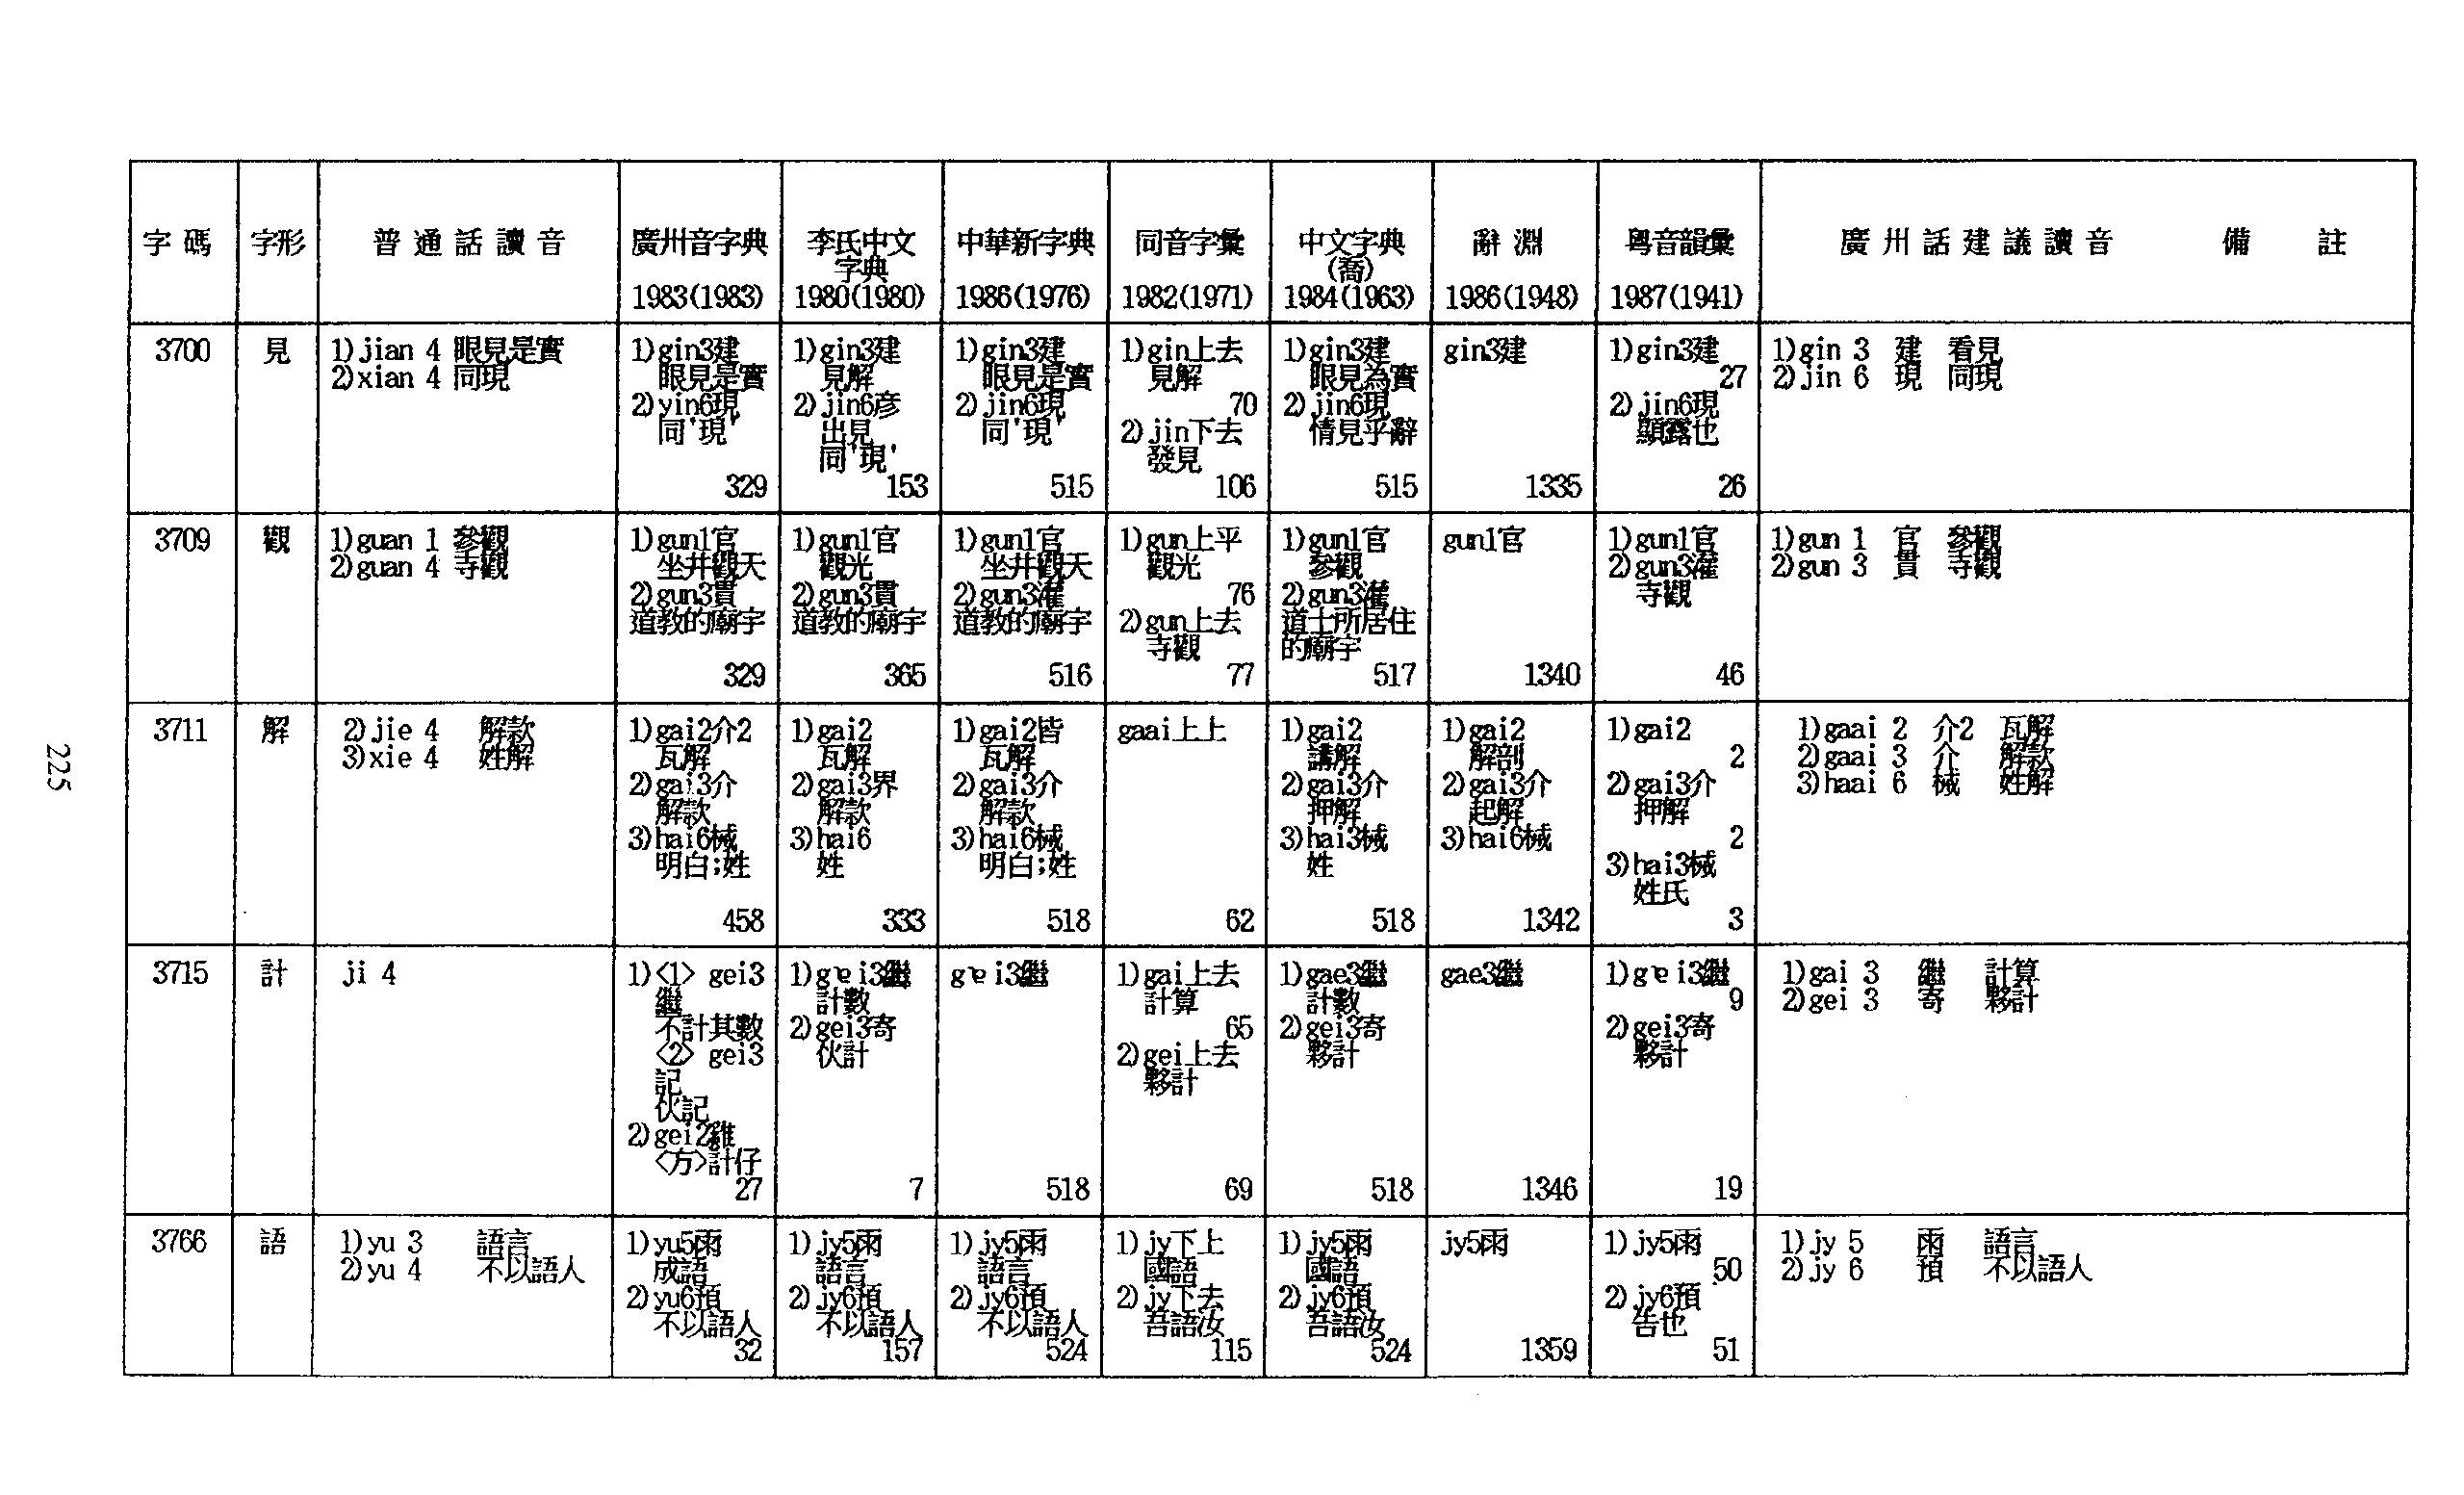 字碼 字形 普通話讀音 廣州音字典 李氏中文 中華新字典 同音字彙 中文字典 辭淵 粵音韻彙 廣州話建議讀音 備註
字典 (喬)
1983(1983) 1980(1980) 1986(1976) 1982(1971) 1984(1963) 1986(1948) 1987(1941)
3700
見
1)jian 4 眼見是實
2)xian 4 同現
1)gin3建
眼見是實
2)yin6現
同'現'
329
1)gin3建
見解
2)jin6彥
出見
同'現'
153
1)gin3建
眼見是實
2)jin6現
同'現'
515
1)gin上去
見解
70
2)jin下去
發見
106
1)gin3建
眼見為實
2)jin6現
情見乎辭
515
gin3建
1335
1)gin3建
27
2)jin6現
顯露也
26
1)gin 3 建 看見
2)jin 6 現 同現
3709
觀
1)guan 1 參觀
2)guan 4 寺觀
1)gun1官
坐井觀天
2)gun3貫
道教的廟宇
329
1)gun1官
觀光
2)gun3貫
道教的廟宇
365
1)gun1官
坐井觀天
2)gun3灌
道教的廟宇
516
1)gun上平
觀光
76
2)gun上去
寺觀
77
1)gun1官
參觀
2)gun3灌
道士所居住
的廟宇
517
gun1官
1340
1)gun1官
2)gun3灌
寺觀
46
1)gun 1 官 參觀
2)gun 3 貫 寺觀
3711
解
2)jie 4 解款
3)xie 4 姓解
1)gai2介2
瓦解
2)gai3介
解款
3)hai6械
明白;姓
458
1)gai2
瓦解
2)gai3界
解款
3)hai6
姓
333
1)gai2皆
瓦解
2)gai3介
解款
3)hai6械
明白;姓
518
gaai上上
62
1)gai2
講解
2)gai3介
押解
3)hai3械
姓
518
1)gai2
解剖
2)gai3介
起解
3)hai6械
1342
1)gai2
2
2)gai3介
押解
2
3)hai3械
姓氏
3
1)gaai 2 介2 瓦解
2)gaai 3 介 解款
3)haai 6 械 姓解
3715
計
ji 4
1)<1> gei3
繼
不計其數
<2> gei3
記
伙記
2)gei2雞
<方>計仔
27
1)gɐi3繼
計數
2)gei3寄
伙計
7
gɐi3繼
518
1)gai上去
計算
65
2)gei上去
夥計
69
1)gae3繼
計數
2)gei3寄
夥計
518
gae3繼
1346
1)gɐi3繼
9
2)gei3寄
夥計
19
1)gai 3 繼 計算
2)gei 3 寄 夥計
3766
語
1)yu 3 語言
2)yu 4 不以語人
1)yu5雨
成語
2)yu6預
不以語人
32
1)jy5雨
語言
2)jy6預
不以語人
157
1)jy5雨
語言
2)jy6預
不以語人
524
1)jy下上
國語
2)jy下去
吾語汝
115
1)jy5雨
國語
2)jy6預
吾語汝
524
jy5雨
1359
1)jy5雨
50
2)jy6預
告也
51
1)jy 5 雨 語言
2)jy 6 預 不以語人
225